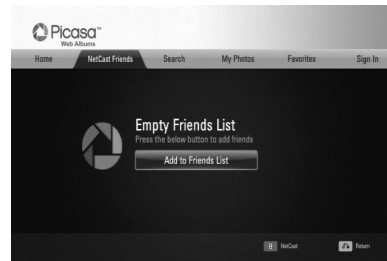 Picasa™
Web Albums
Home NetCast Friends Search My Photos Favorites Sign In
Empty Friends List
Press the below button to add friends
Add to Friends List
NetCast Return